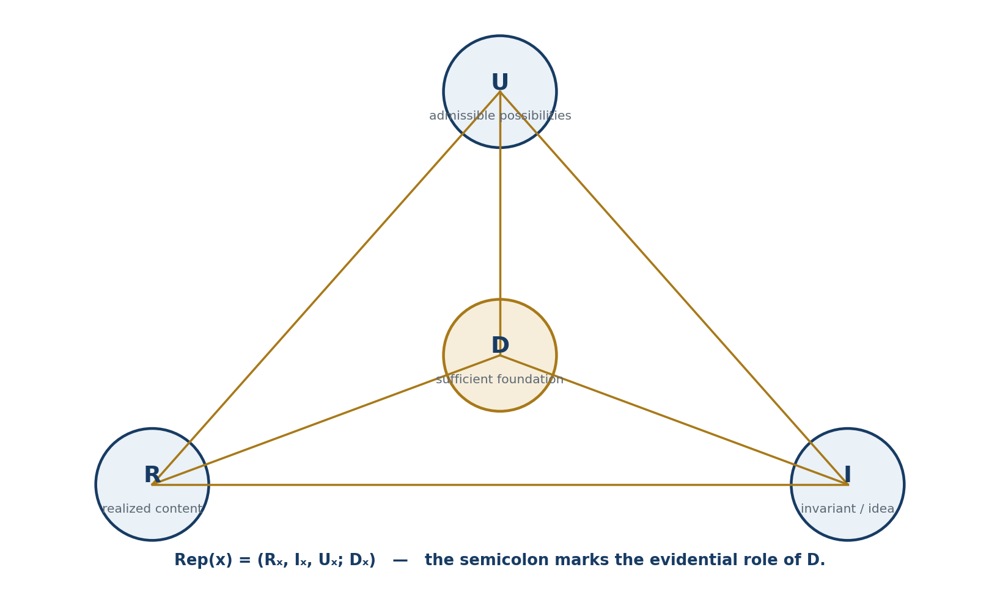 U
admissible possibilities
D
sufficient foundation
R
realized content
I
invariant / idea
Rep(x) = (Rₓ, Iₓ, Uₓ; Dₓ) — the semicolon marks the evidential role of D.